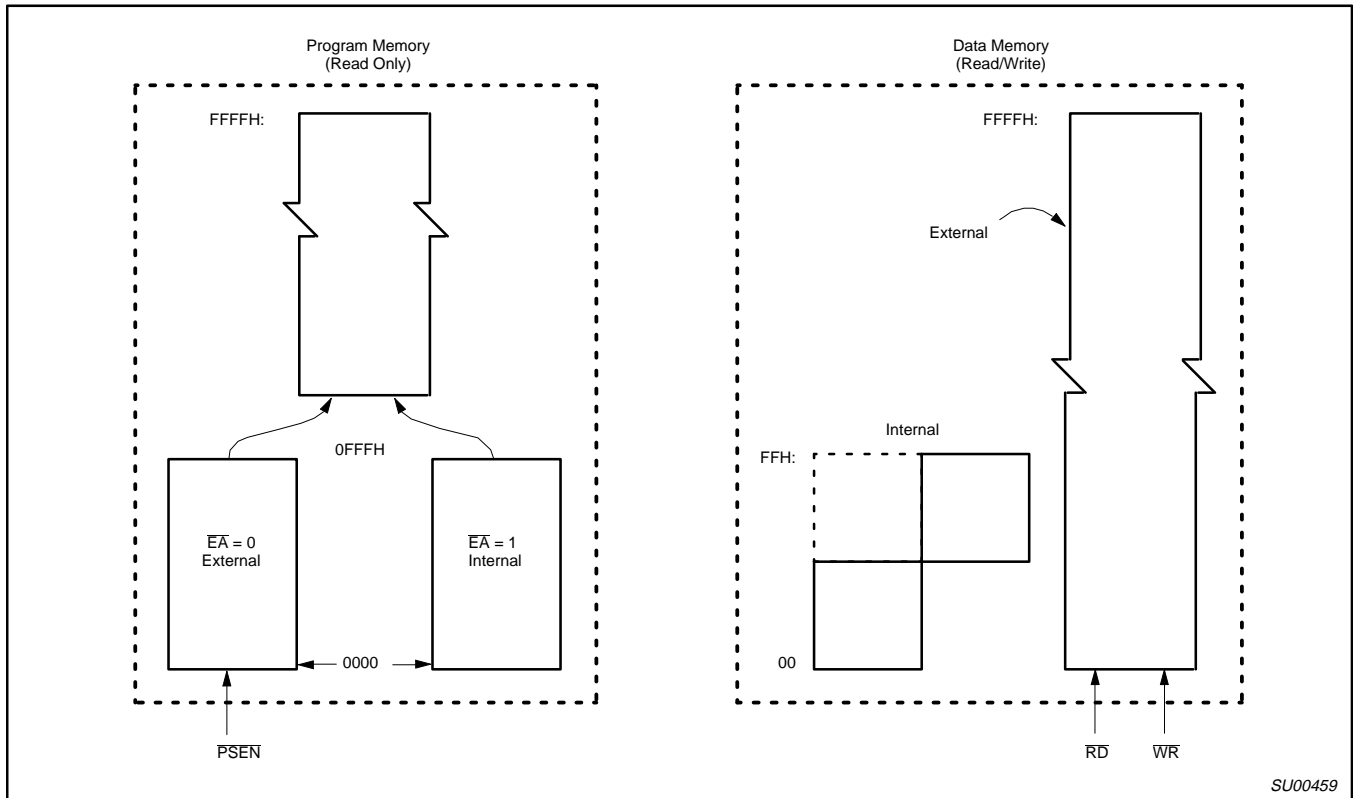 Program Memory
(Read Only)
FFFFH:
0FFFH
EA = 0
External
EA = 1
Internal
0000
PSEN
Data Memory
(Read/Write)
FFFFH:
External
Internal
FFH:
00
RD
WR
SU00459